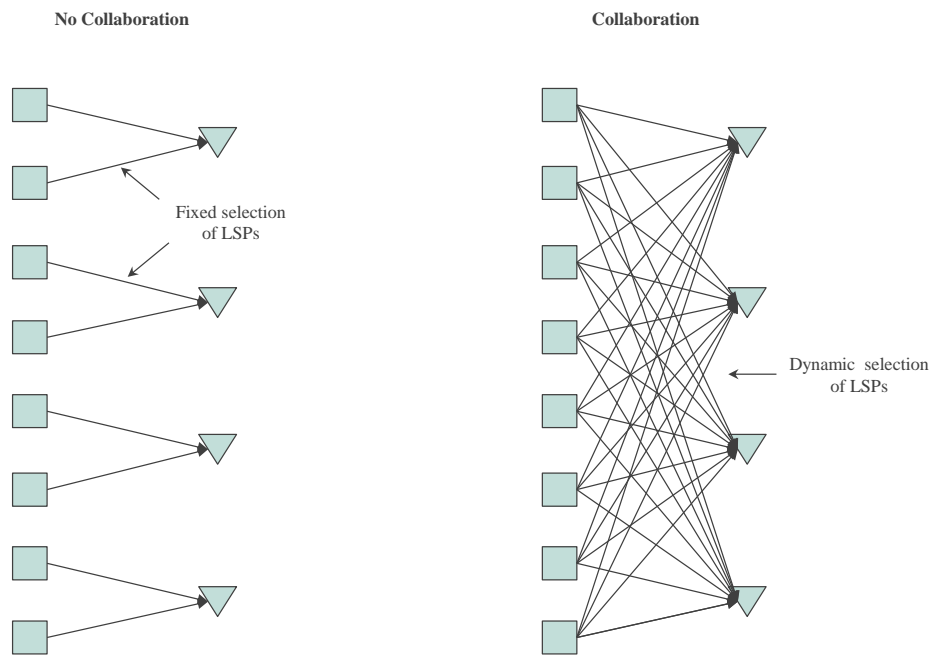 No Collaboration
Collaboration
Fixed selection
of LSPs
Dynamic selection
of LSPs